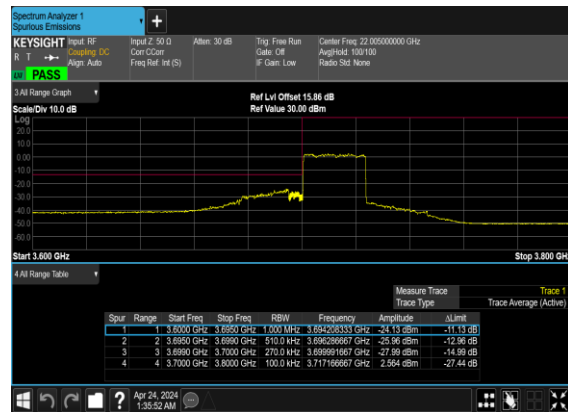 Spectrum Analyzer 1
Spurious Emissions
KEYSIGHT Input: RF Input Z: 50 Ω Atten: 30 dB Trig: Free Run Center Freq: 22.005000000 GHz
R T Coupling: DC Corr CCorr Gate: Off Avg|Hold: 100/100
Align: Auto Freq Ref: Int (S) IF Gain: Low Radio Std: None
PASS
3 All Range Graph
Ref Lvl Offset 15.86 dB
Scale/Div 10.0 dB Ref Value 30.00 dBm
Log
20.0
10.0
0.00
-10.0
-20.0
-30.0
-40.0
-50.0
-60.0
Start 3.600 GHz Stop 3.800 GHz
4 All Range Table
Measure Trace Trace 1
Trace Type Trace Average (Active)
Spur Range Start Freq Stop Freq RBW Frequency Amplitude ΔLimit
1 1 3.6000 GHz 3.6950 GHz 1.000 MHz 3.694208333 GHz -24.13 dBm -11.13 dB
2 2 3.6950 GHz 3.6990 GHz 510.0 kHz 3.696286667 GHz -25.96 dBm -12.96 dB
3 3 3.6990 GHz 3.7000 GHz 270.0 kHz 3.699991667 GHz -27.99 dBm -14.99 dB
4 4 3.7000 GHz 3.8000 GHz 100.0 kHz 3.717166667 GHz 2.564 dBm -27.44 dB
Apr 24, 2024
1:35:52 AM